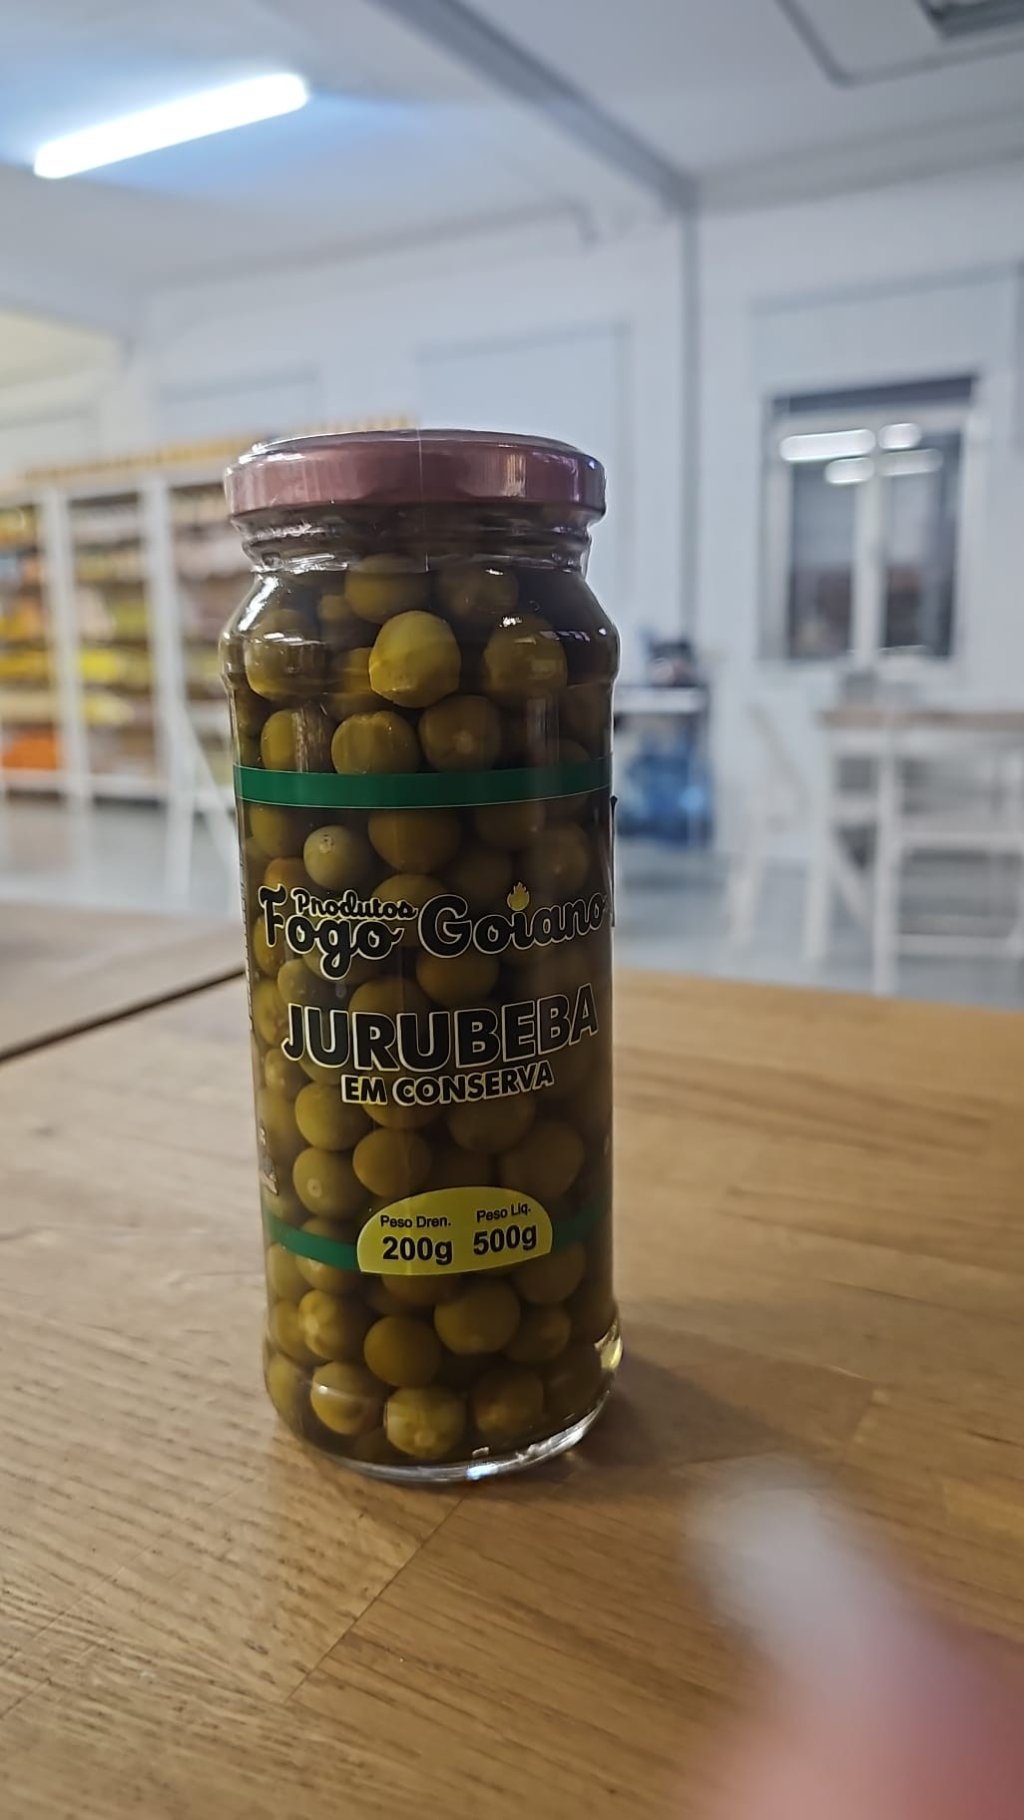 Produtos
Fogo Goiano
JURUBEBA
EM CONSERVA
Peso Dren. Peso Liq.
200g 500g